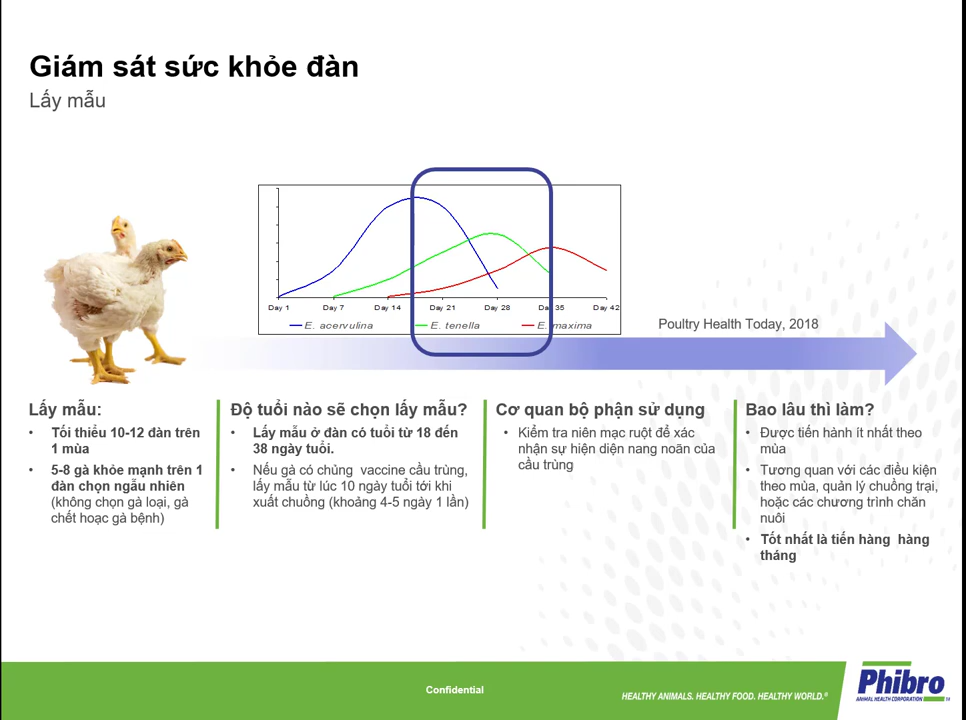 Giám sát sức khỏe đàn
Lấy mẫu
Day 1
Day 7
Day 14
Day 21
Day 28
Day 35
Day 42
E. acervulina
E. tenella
E. maxima
Poultry Health Today, 2018
Lấy mẫu:
• Tối thiểu 10-12 đàn trên
1 mùa
• 5-8 gà khỏe mạnh trên 1
đàn chọn ngẫu nhiên
(không chọn gà loại, gà
chết hoạc gà bệnh)
Độ tuổi nào sẽ chọn lấy mẫu?
• Lấy mẫu ở đàn có tuổi từ 18 đến
38 ngày tuổi.
• Nếu gà có chủng vaccine cầu trùng,
lấy mẫu từ lúc 10 ngày tuổi tới khi
xuất chuồng (khoảng 4-5 ngày 1 lần)
Cơ quan bộ phận sử dụng
• Kiểm tra niên mạc ruột để xác
nhận sự hiện diện nang noãn của
cầu trùng
Bao lâu thì làm?
• Được tiến hành ít nhất theo
mùa
• Tương quan với các điều kiện
theo mùa, quản lý chuồng trại,
hoặc các chương trình chăn
nuôi
• Tốt nhất là tiến hàng hàng
tháng
Confidential
HEALTHY ANIMALS. HEALTHY FOOD. HEALTHY WORLD.®
Phibro
ANIMAL HEALTH CORPORATION